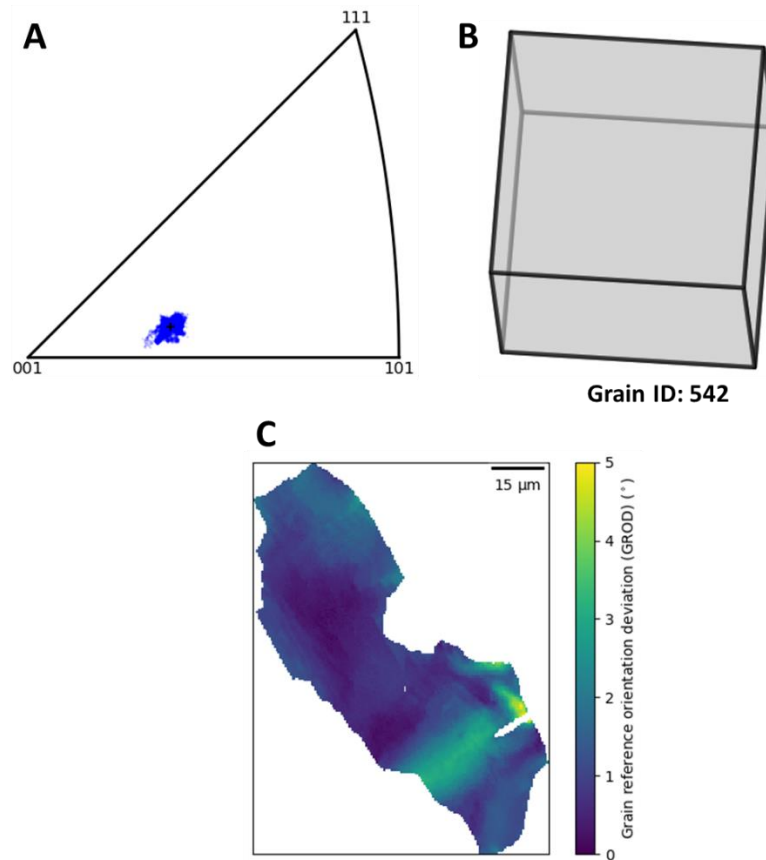 A
111
001
101
B
Grain ID: 542
C
15 μm
5
4
3
2
1
0
Grain reference orientation deviation (GROD) (°)